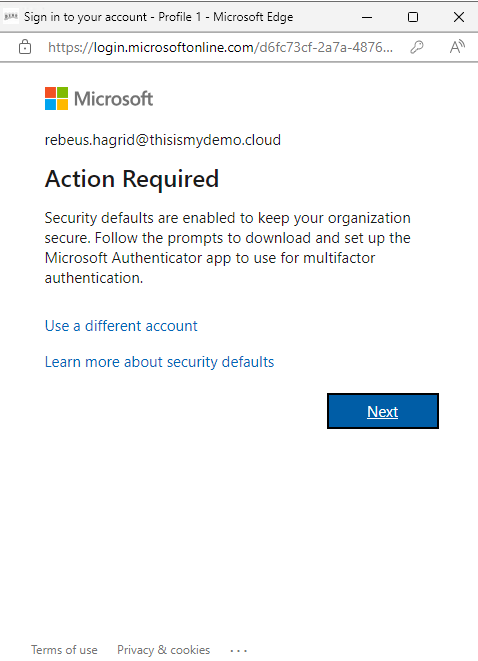 Sign in to your account - Profile 1 - Microsoft Edge
https://login.microsoftonline.com/d6fc73cf-2a7a-4876...
Microsoft
rebeus.hagrid@thisismydemo.cloud
Action Required
Security defaults are enabled to keep your organization
secure. Follow the prompts to download and set up the
Microsoft Authenticator app to use for multifactor
authentication.
Use a different account
Learn more about security defaults
Next
Terms of use Privacy & cookies ...